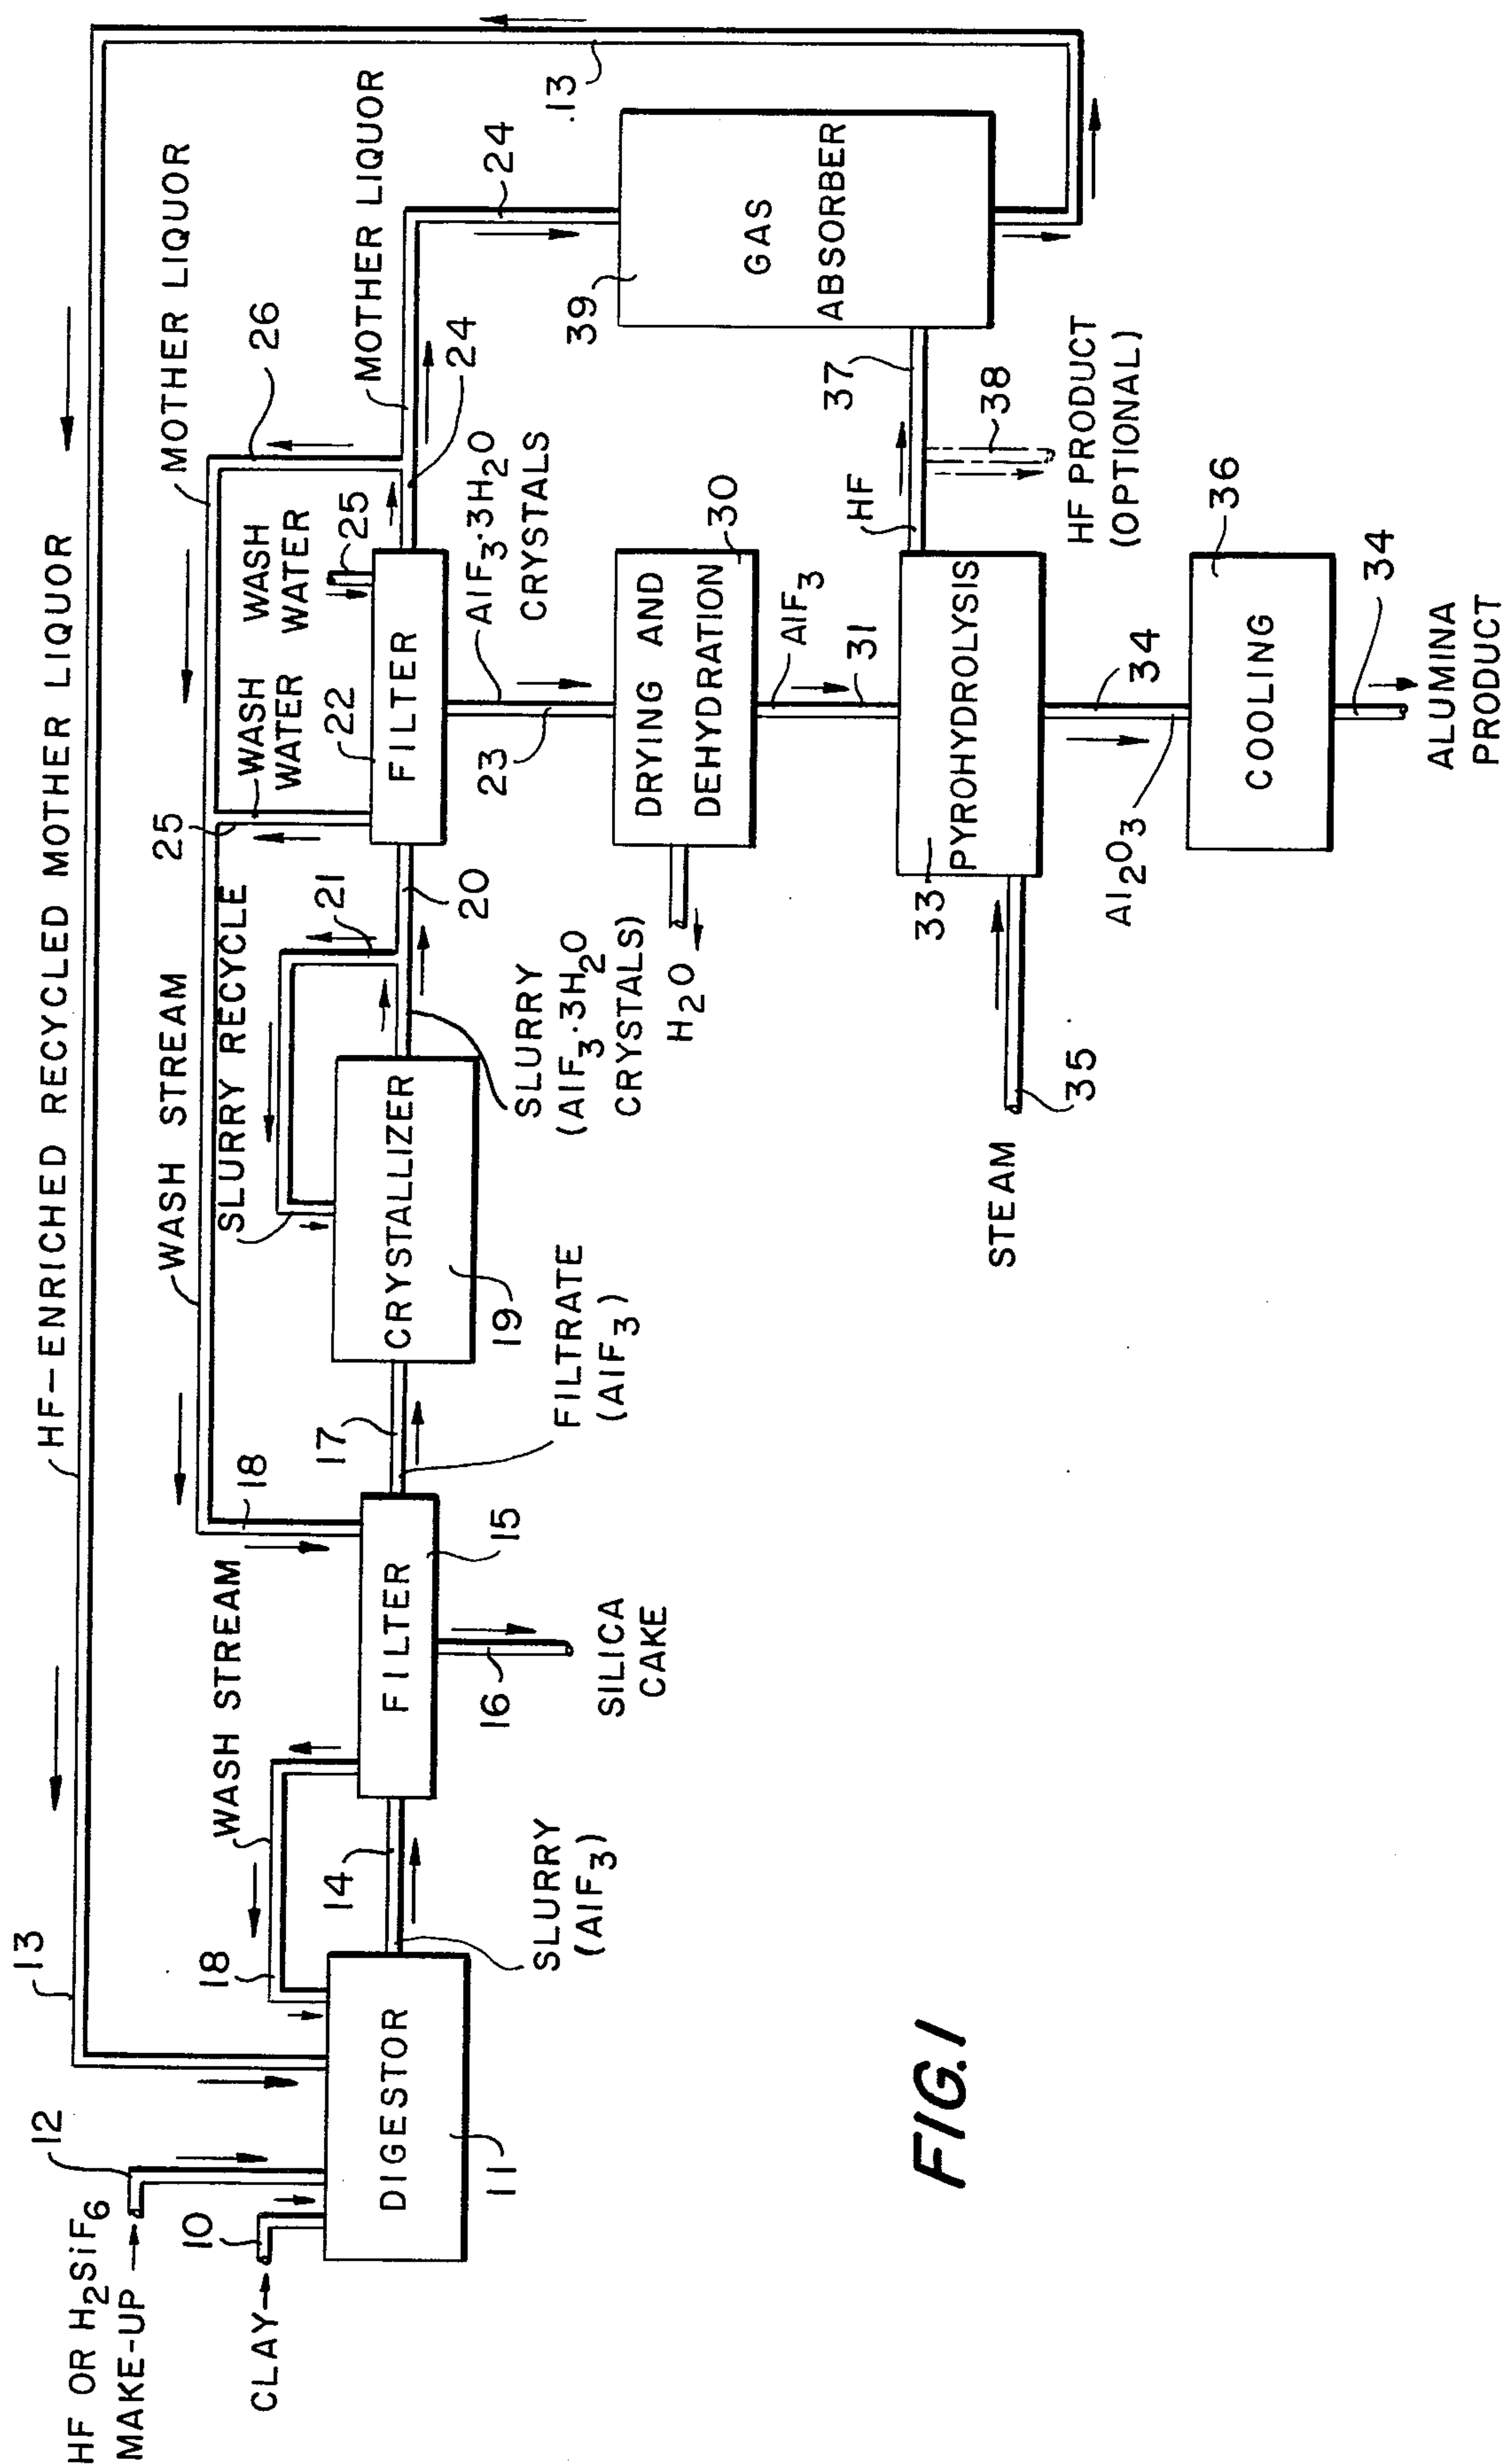 HF-ENRICHED RECYCLED MOTHER LIQUOR
13
.13
HF OR H2SiF6
MAKE-UP
12
CLAY
10
DIGESTOR
11
18
WASH STREAM
14
SLURRY
(AlF3)
FILTER
15
16
SILICA
CAKE
18
WASH STREAM
17
FILTRATE
(AlF3)
CRYSTALLIZER
19
SLURRY RECYCLE
21
20
SLURRY
(AlF3·3H2O
CRYSTALS)
25
WASH
WATER
22
FILTER
WASH
WATER
25
MOTHER LIQUOR
26
24
MOTHER LIQUOR
24
AlF3·3H2O
CRYSTALS
23
DRYING AND
DEHYDRATION
30
H2O
AlF3
31
PYROHYDROLYSIS
33
STEAM
35
HF
37
38
HF PRODUCT
(OPTIONAL)
39
GAS
ABSORBER
34
Al2O3
COOLING
36
34
ALUMINA
PRODUCT
FIG.1